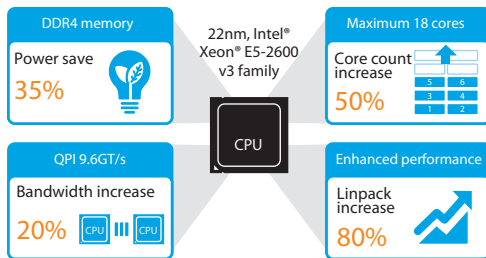 DDR4 memory
Power save
35%
22nm, Intel®
Xeon® E5-2600
v3 family
CPU
Maximum 18 cores
Core count
increase
50%
5 6
3 4
1 2
QPI 9.6GT/s
Bandwidth increase
20%
CPU CPU
Enhanced performance
Linpack
increase
80%